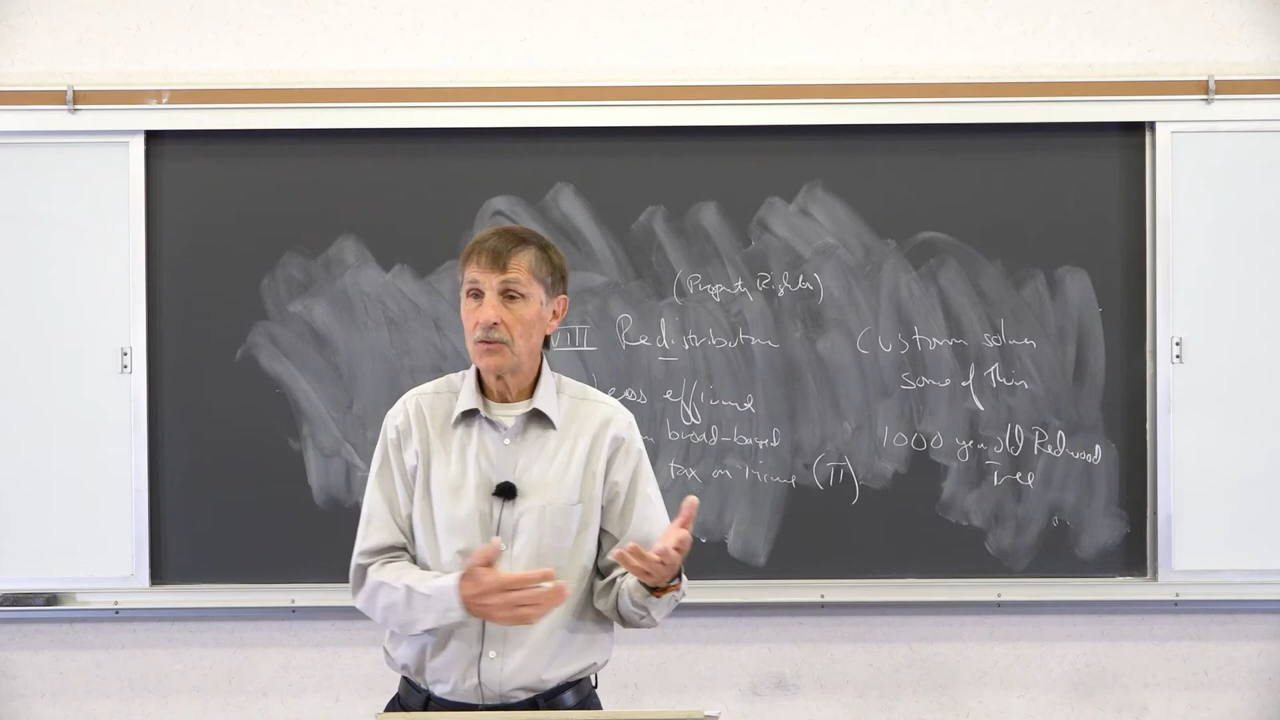 (Property Rights)
VIII Redistribution
less efficient
broad-based
tax on income (π)
Custom solves
some of this
1000 year old Redwood
Tree